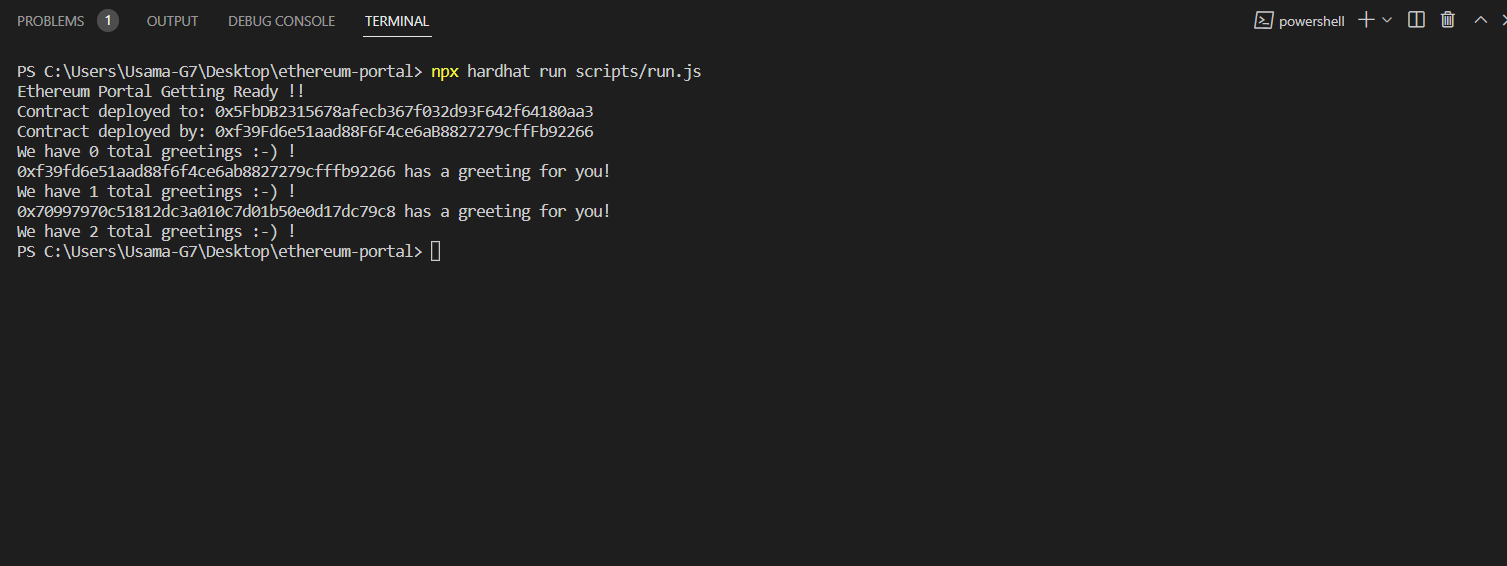 PROBLEMS 1 OUTPUT DEBUG CONSOLE TERMINAL powershell
PS C:\Users\Usama-G7\Desktop\ethereum-portal> npx hardhat run scripts/run.js
Ethereum Portal Getting Ready !!
Contract deployed to: 0x5FbDB2315678afecb367f032d93F642f64180aa3
Contract deployed by: 0xf39Fd6e51aad88F6F4ce6aB8827279cffFb92266
We have 0 total greetings :-) !
0xf39fd6e51aad88f6f4ce6ab8827279cfffb92266 has a greeting for you!
We have 1 total greetings :-) !
0x70997970c51812dc3a010c7d01b50e0d17dc79c8 has a greeting for you!
We have 2 total greetings :-) !
PS C:\Users\Usama-G7\Desktop\ethereum-portal>